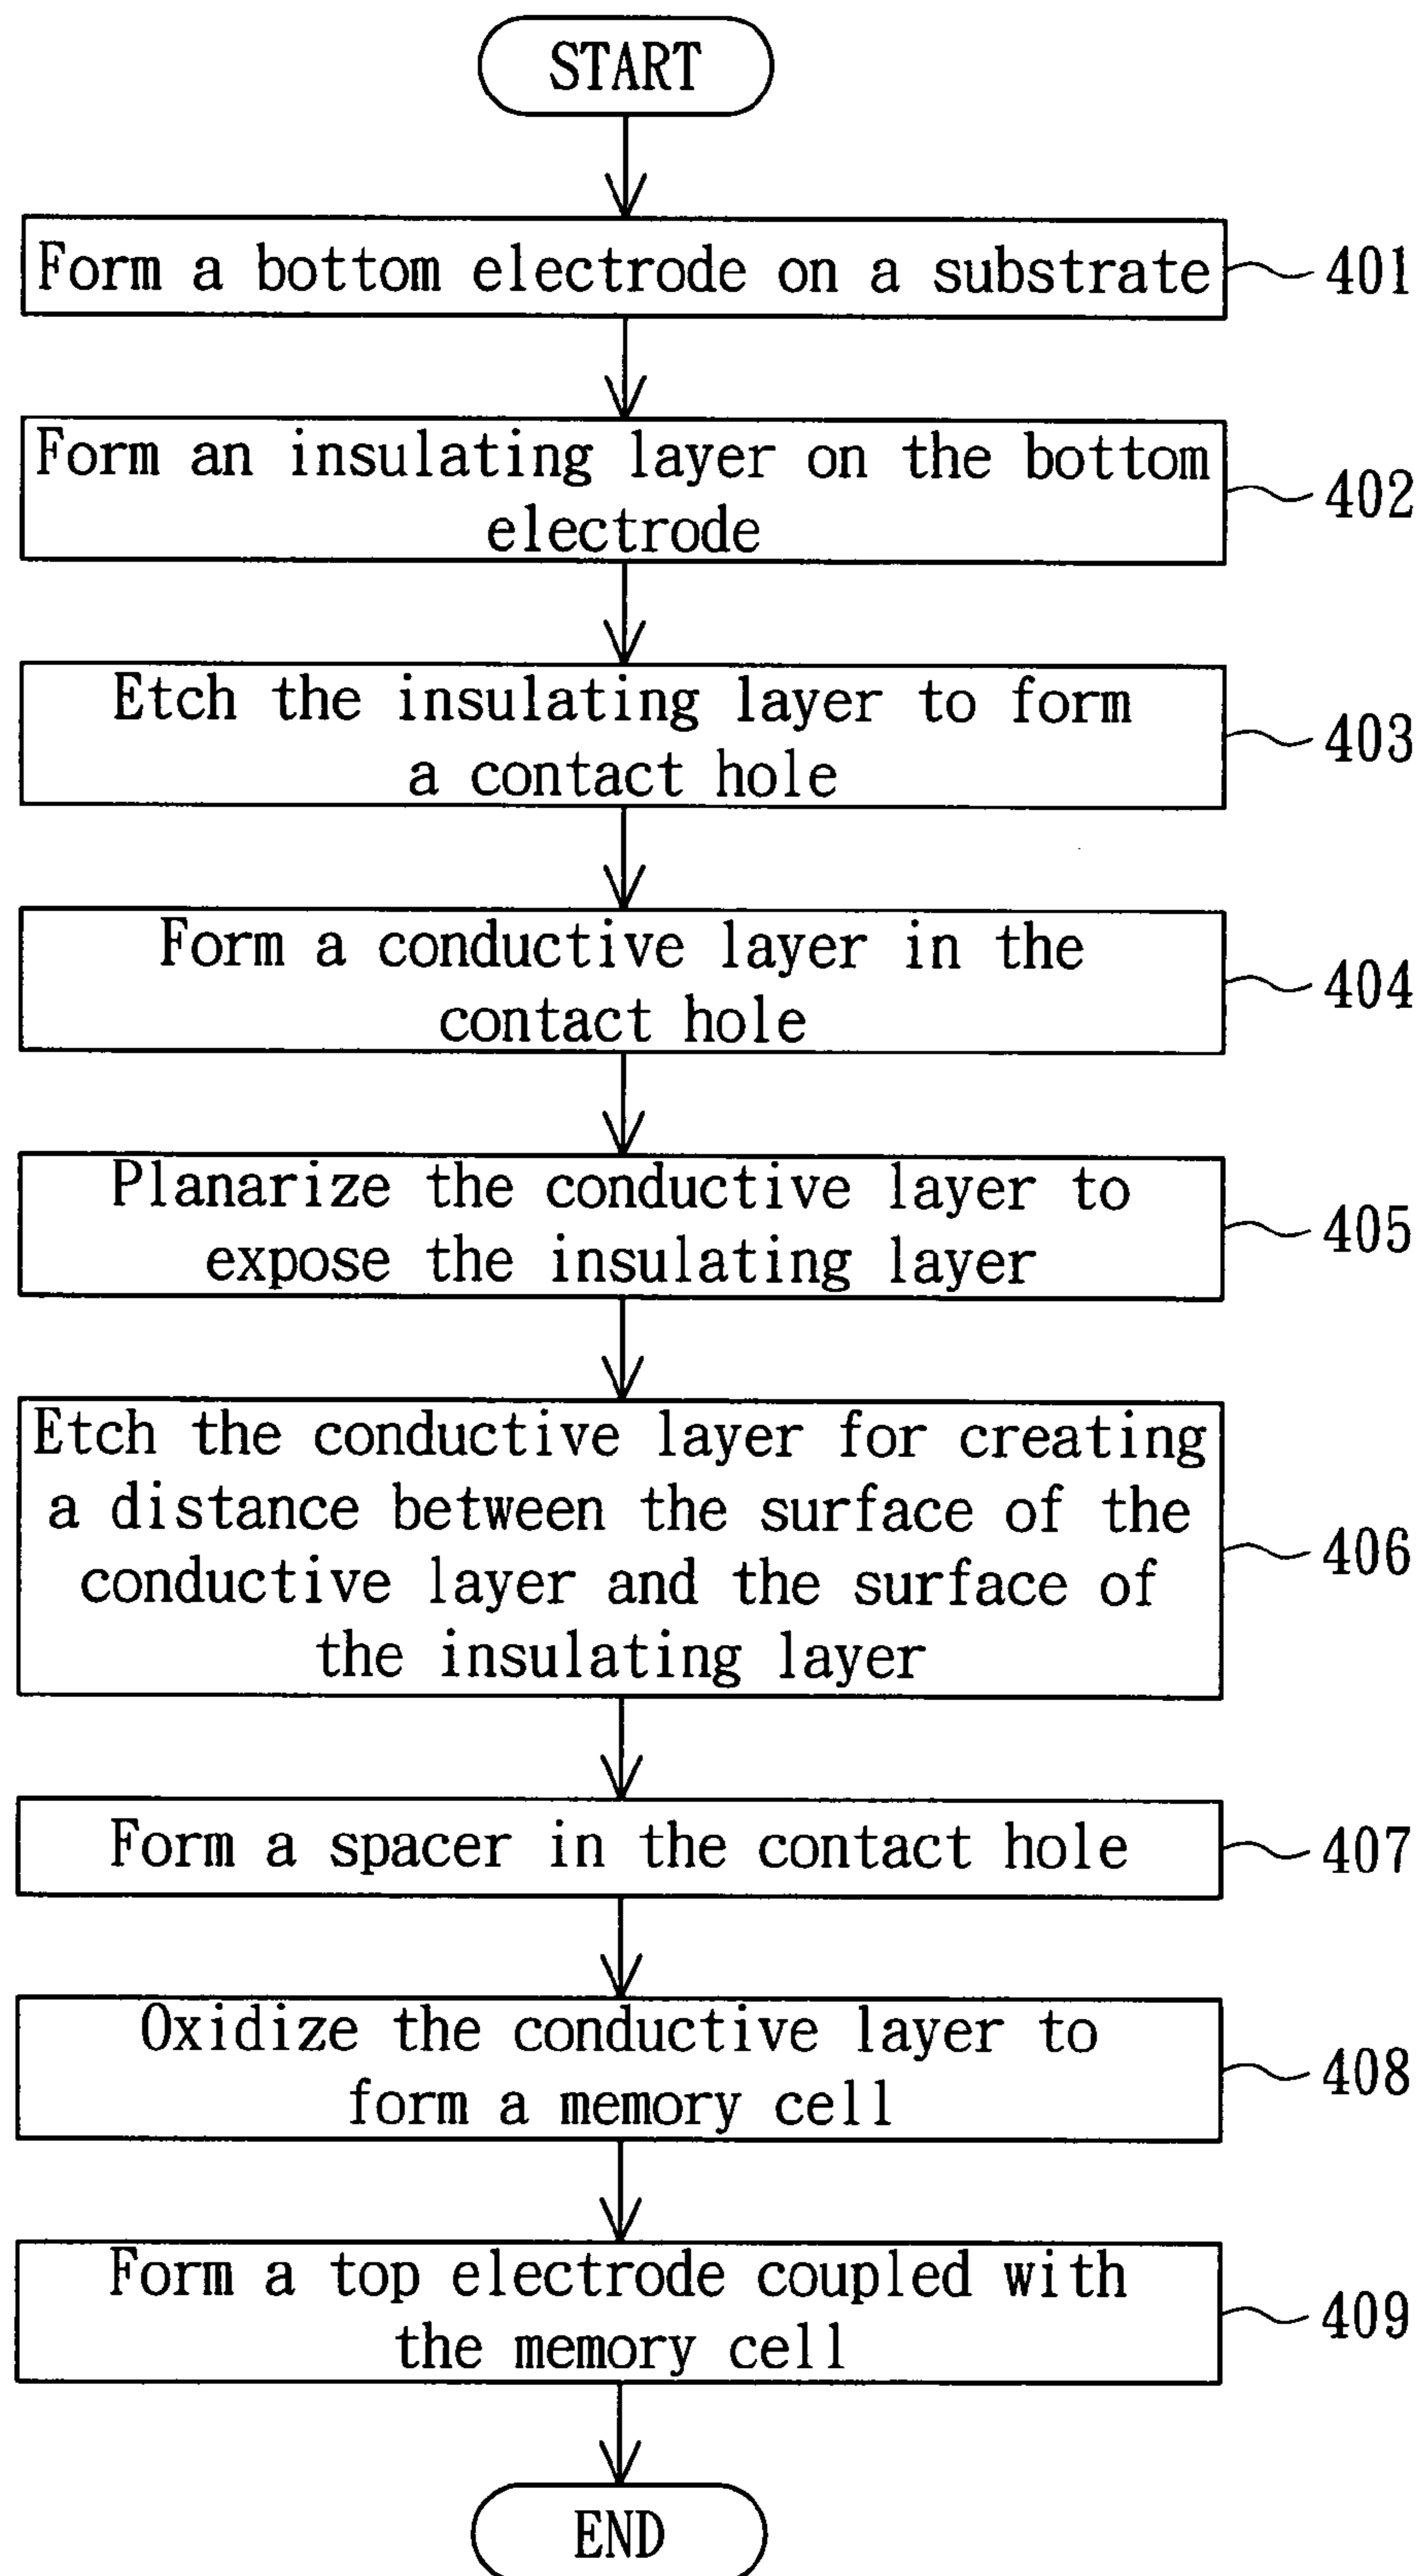 START
Form a bottom electrode on a substrate
401
Form an insulating layer on the bottom
electrode
402
Etch the insulating layer to form
a contact hole
403
Form a conductive layer in the
contact hole
404
Planarize the conductive layer to
expose the insulating layer
405
Etch the conductive layer for creating
a distance between the surface of the
conductive layer and the surface of
the insulating layer
406
Form a spacer in the contact hole
407
Oxidize the conductive layer to
form a memory cell
408
Form a top electrode coupled with
the memory cell
409
END